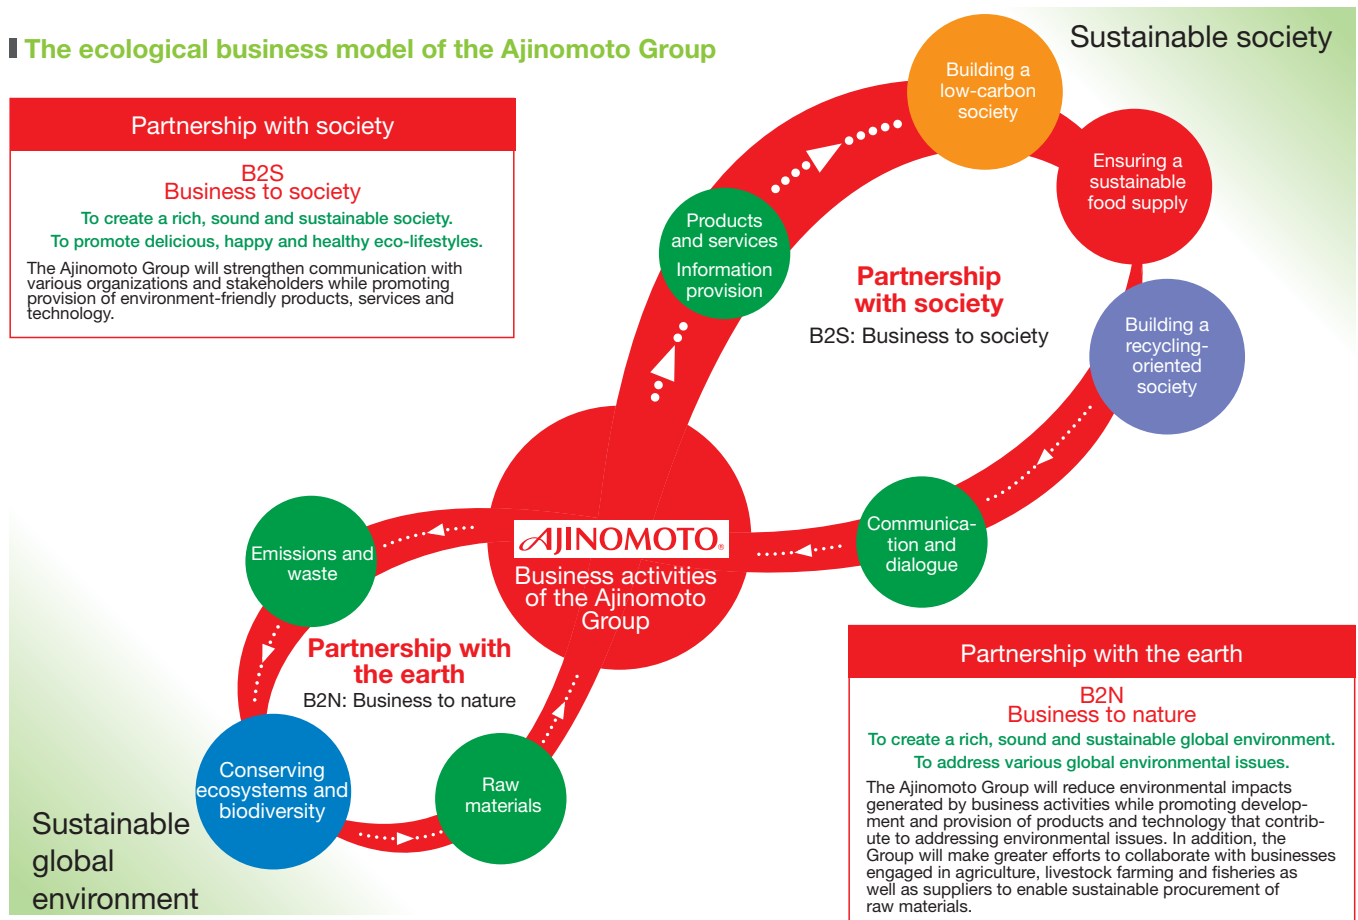 The ecological business model of the Ajinomoto Group
Sustainable society
Partnership with society
B2S
Business to society
To create a rich, sound and sustainable society.
To promote delicious, happy and healthy eco-lifestyles.
The Ajinomoto Group will strengthen communication with
various organizations and stakeholders while promoting
provision of environment-friendly products, services and
technology.
Building a
low-carbon
society
Ensuring a
sustainable
food supply
Products
and services
Information
provision
Partnership
with society
B2S: Business to society
Building a
recycling-
oriented
society
Communica-
tion and
dialogue
AJINOMOTO®
Business activities
of the Ajinomoto
Group
Emissions and
waste
Partnership with
the earth
B2N: Business to nature
Conserving
ecosystems and
biodiversity
Raw
materials
Sustainable
global
environment
Partnership with the earth
B2N
Business to nature
To create a rich, sound and sustainable global environment.
To address various global environmental issues.
The Ajinomoto Group will reduce environmental impacts
generated by business activities while promoting develop-
ment and provision of products and technology that contrib-
ute to addressing environmental issues. In addition, the
Group will make greater efforts to collaborate with businesses
engaged in agriculture, livestock farming and fisheries as
well as suppliers to enable sustainable procurement of
raw materials.